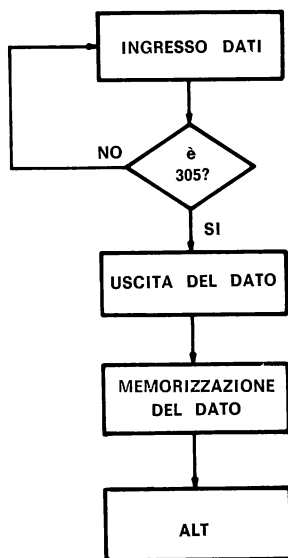 INGRESSO DATI
è
305?
NO
SI
USCITA DEL DATO
MEMORIZZAZIONE
DEL DATO
ALT